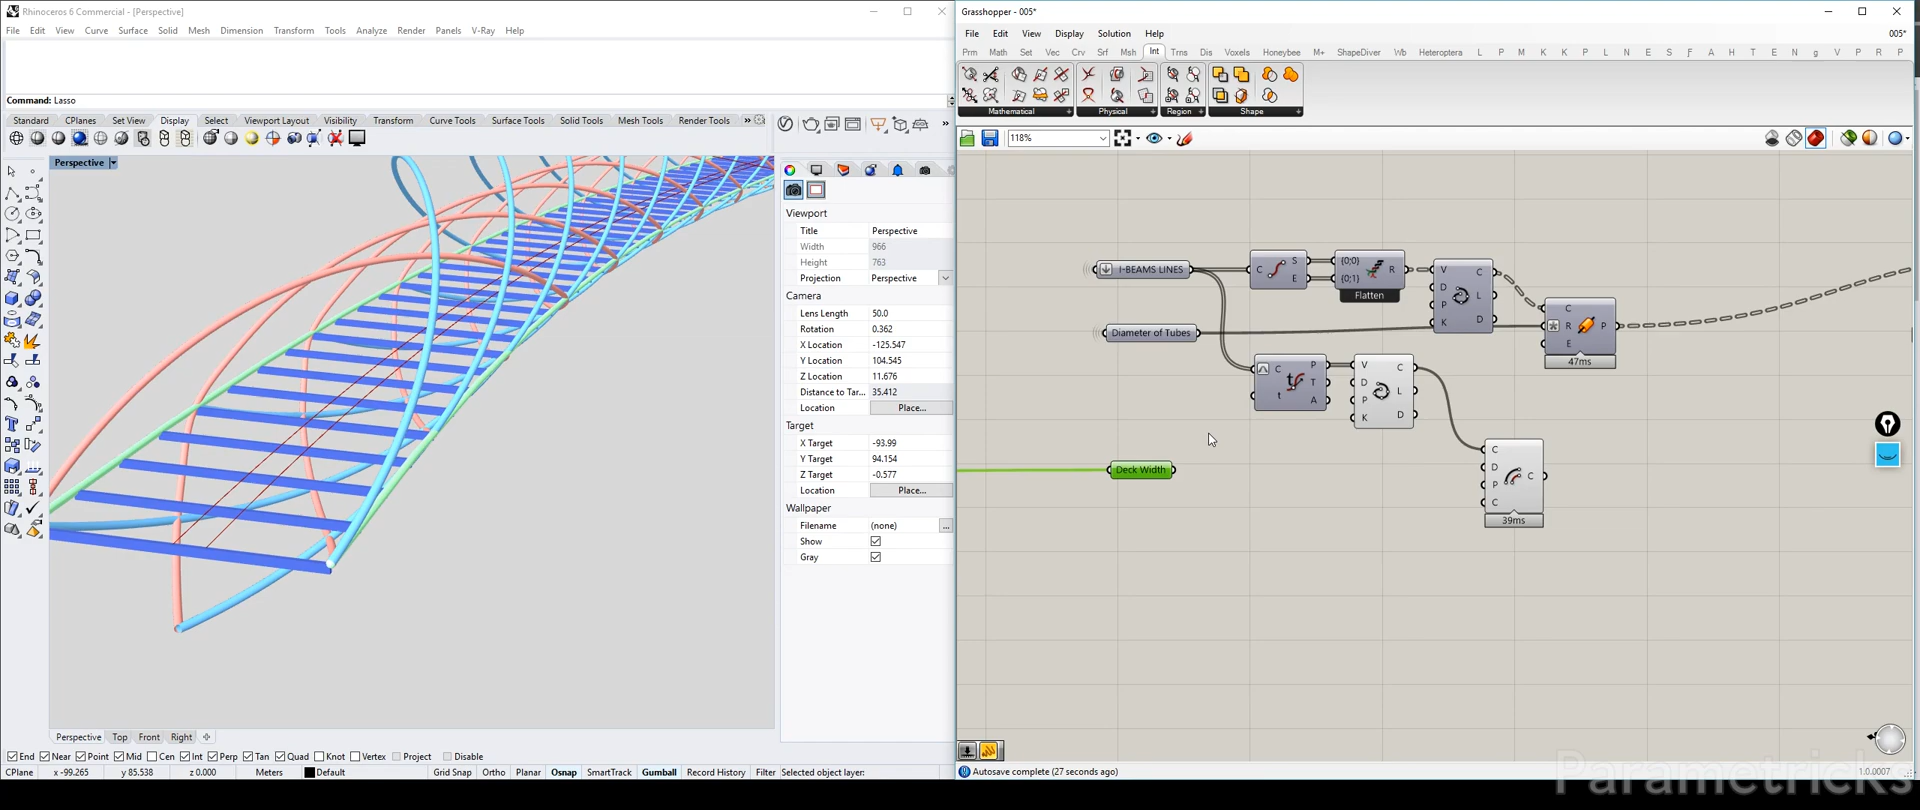 Rhinoceros 6 Commercial - [Perspective]
File Edit View Curve Surface Solid Mesh Dimension Transform Tools Analyze Render Panels V-Ray Help
Command: Lasso
Standard CPlanes Set View Display Select Viewport Layout Visibility Transform Curve Tools Surface Tools Solid Tools Mesh Tools Render Tools »
Perspective
Viewport
Title Perspective
Width 966
Height 763
Projection Perspective
Camera
Lens Length 50.0
Rotation 0.362
X Location -125.547
Y Location 104.545
Z Location 11.676
Distance to Tar... 35.412
Location Place...
Target
X Target -93.99
Y Target 94.154
Z Target -0.577
Location Place...
Wallpaper
Filename (none) ...
Show
Gray
Perspective Top Front Right
End Near Point Mid Cen Int Perp Tan Quad Knot Vertex Project Disable
CPlane x -99.265 y 85.538 z 0.000 Meters Default Grid Snap Ortho Planar Osnap SmartTrack Gumball Record History Filter Selected object layer:
Grasshopper - 005*
File Edit View Display Solution Help 005*
Prm Math Set Vec Crv Srf Msh Int Trns Dis Voxels Honeybee M+ ShapeDiver Wb Heteroptera L P M K K P L N E S F A H T E N g V P R P
Mathematical Physical Region Shape
118%
I-BEAMS LINES
C S E
{0;0} {0;1} R
Flatten
V D P K C L D
Diameter of Tubes
C R E P
47ms
C t P T A
V D P K C L D
Deck Width
C D P C C
39ms
Autosave complete (27 seconds ago) 1.0.0007
Parametricks